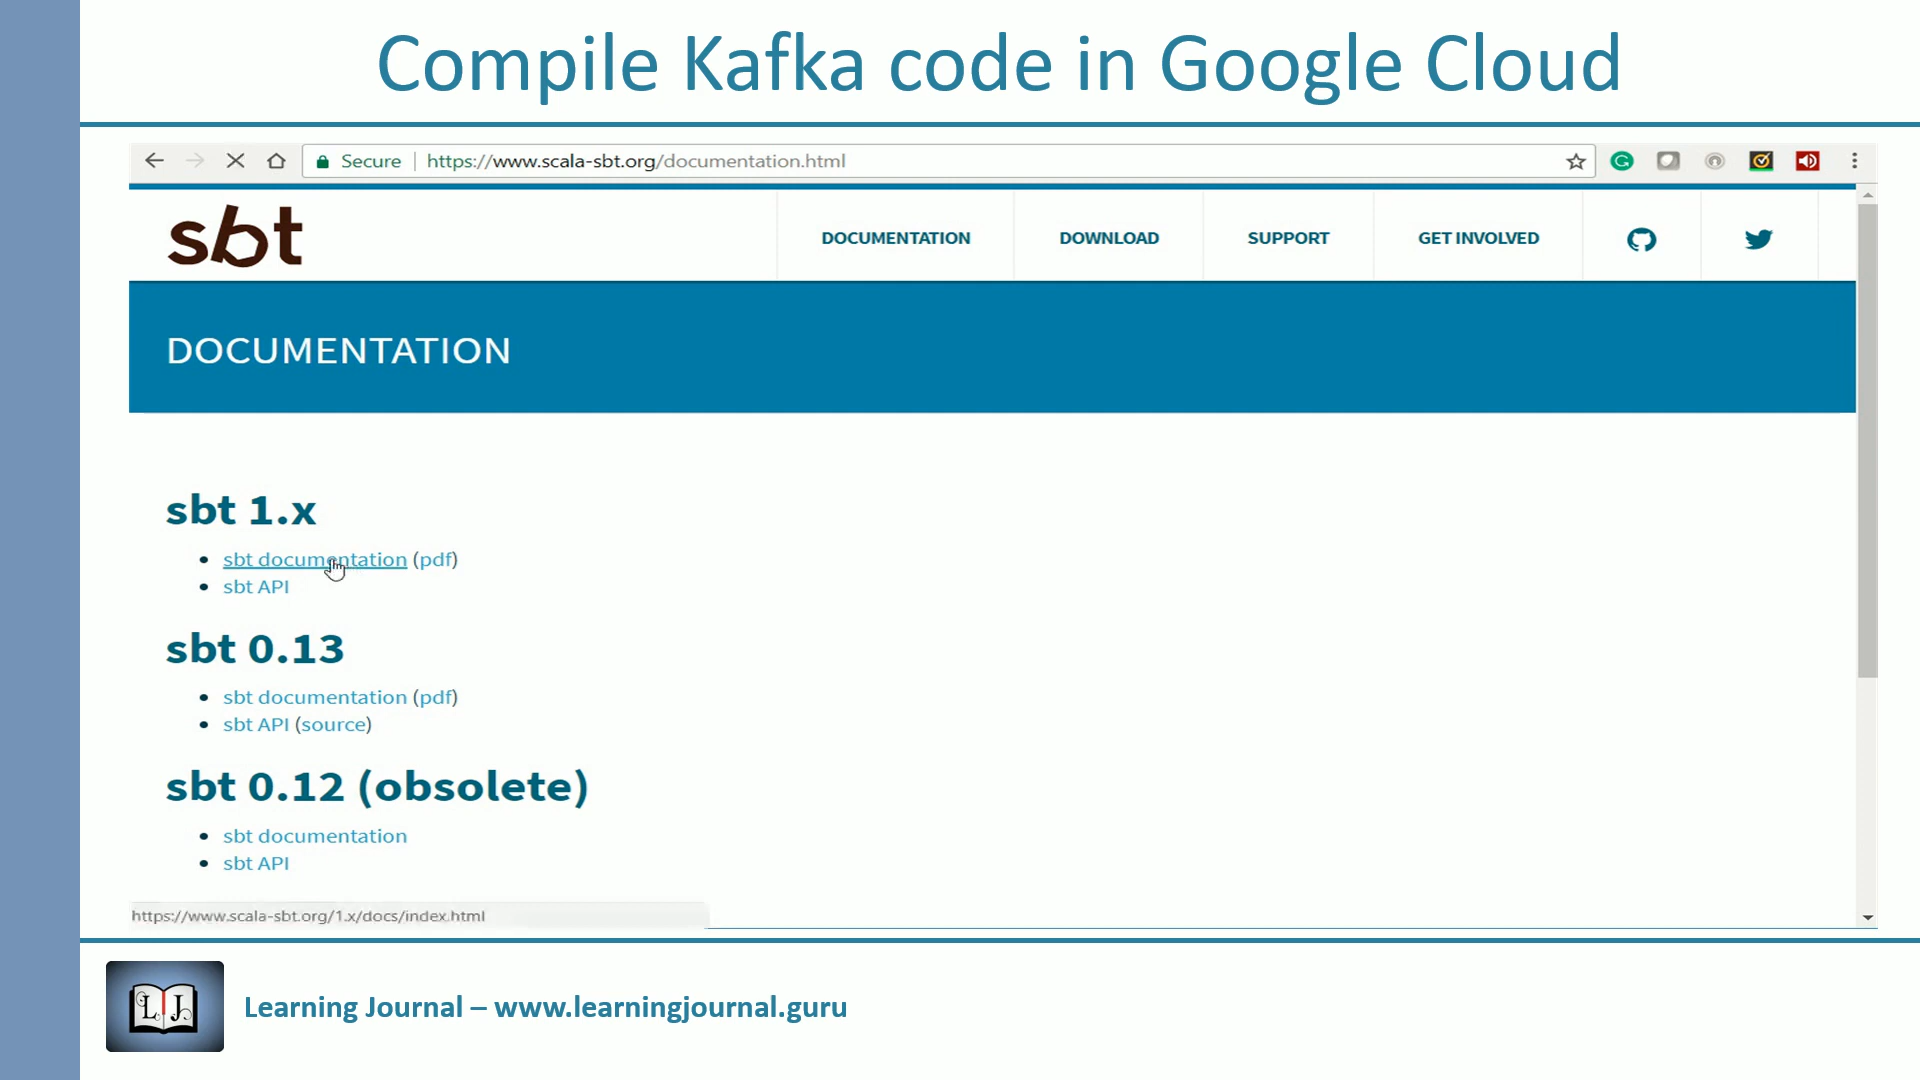 Compile Kafka code in Google Cloud
Secure https://www.scala-sbt.org/documentation.html
sbt
DOCUMENTATION DOWNLOAD SUPPORT GET INVOLVED
DOCUMENTATION
sbt 1.x
sbt documentation (pdf)
sbt API
sbt 0.13
sbt documentation (pdf)
sbt API (source)
sbt 0.12 (obsolete)
sbt documentation
sbt API
https://www.scala-sbt.org/1.x/docs/index.html
LJ
Learning Journal – www.learningjournal.guru